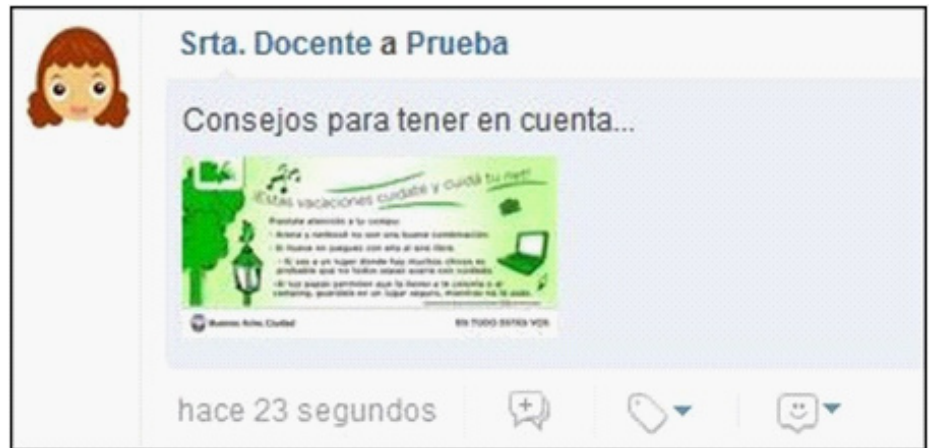 Srta. Docente a Prueba
Consejos para tener en cuenta...
¡Estas vacaciones cuidate y cuidá tu net!
Prestale atención a tu compu:
- Arena y netbook no son una buena combinación.
- Si llueve no juegues con ella al aire libre.
- Si vas a un lugar donde hay muchos chicos es
probable que no todos sepan usarla con cuidado.
-Si tus papás permiten que la lleves a la colonia o al
camping, guardala en un lugar seguro, mientras no la usás.
Buenos Aires Ciudad
EN TODO ESTÁS VOS
hace 23 segundos